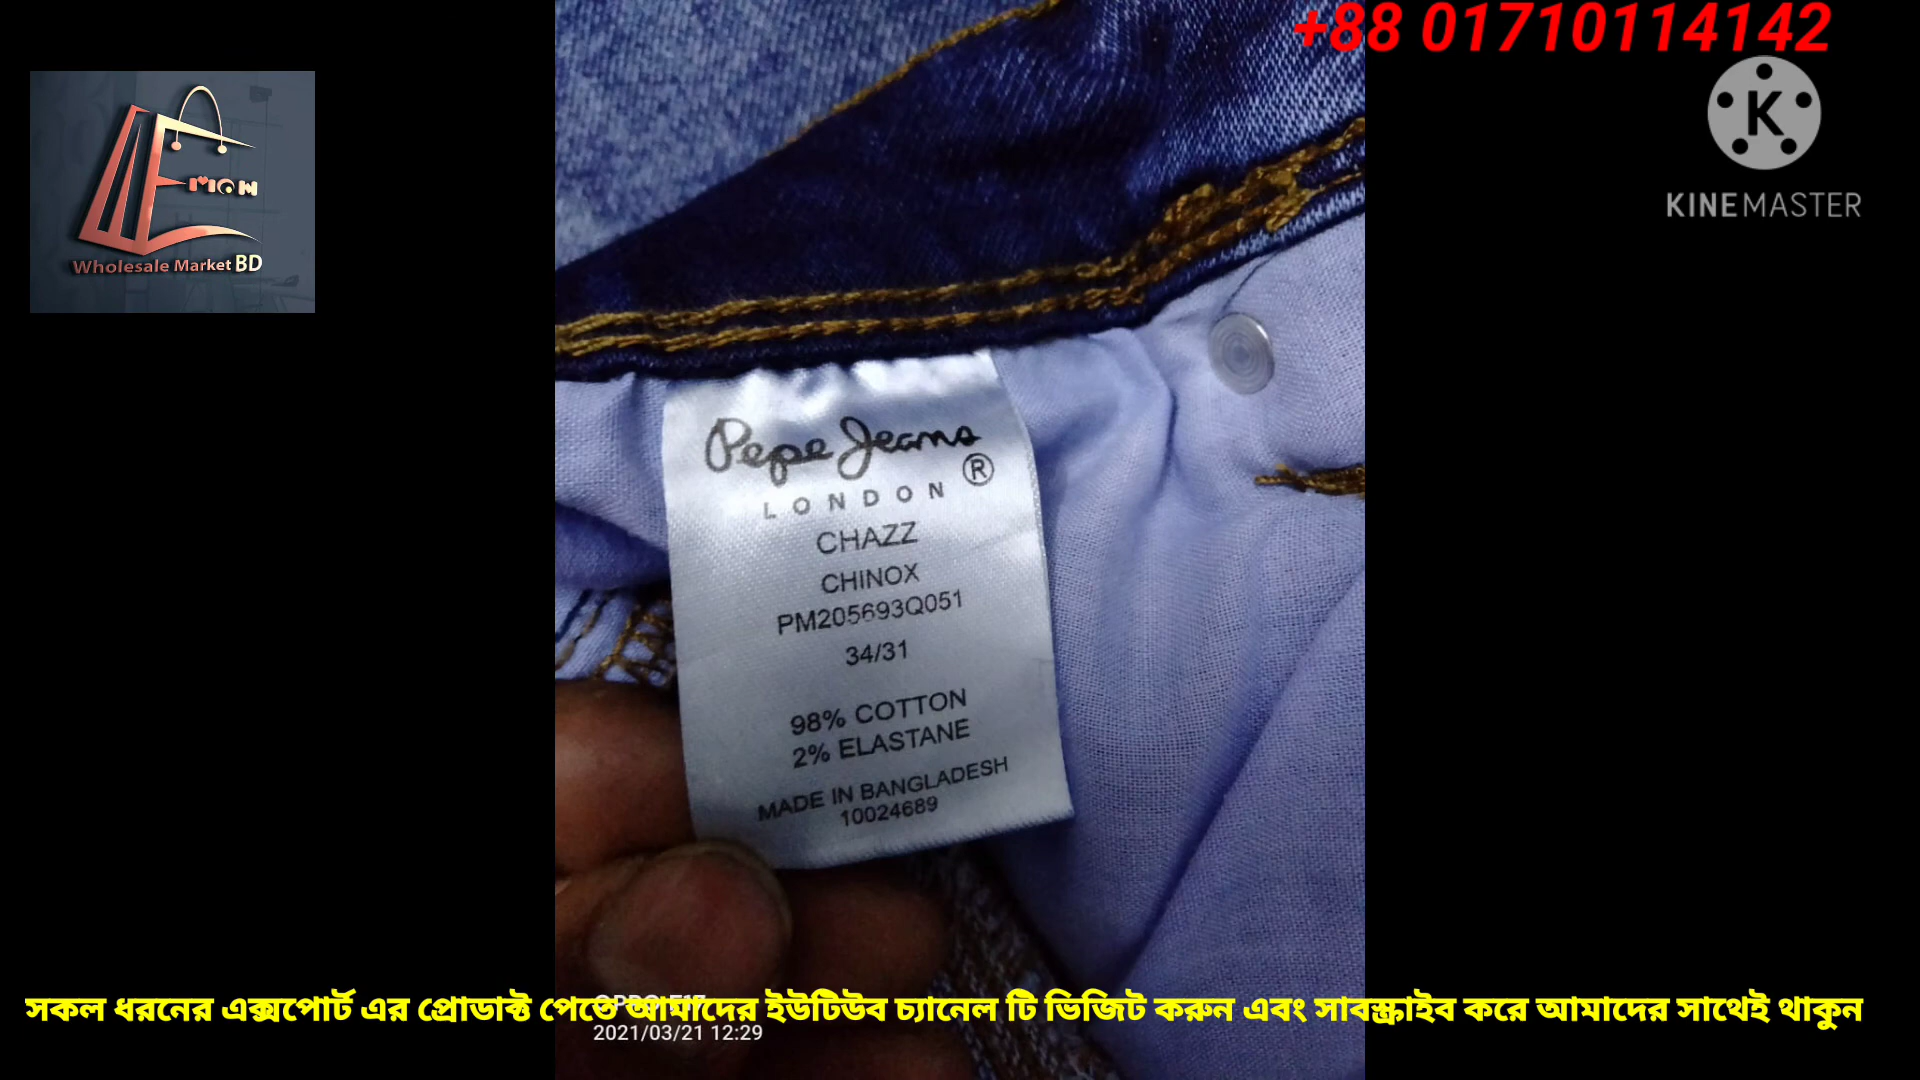 +88 01710114142
EMON
Wholesale Market BD
K
KINEMASTER
Pepe Jeans
®
LONDON
CHAZZ
CHINOX
PM205693Q051
34/31
98% COTTON
2% ELASTANE
MADE IN BANGLADESH
10024689
সকল ধরনের এক্সপোর্ট এর প্রোডাক্ট পেতে আমাদের ইউটিউব চ্যানেল টি ভিজিট করুন এবং সাবস্ক্রাইব করে আমাদের সাথেই থাকুন
2021/03/21 12:29